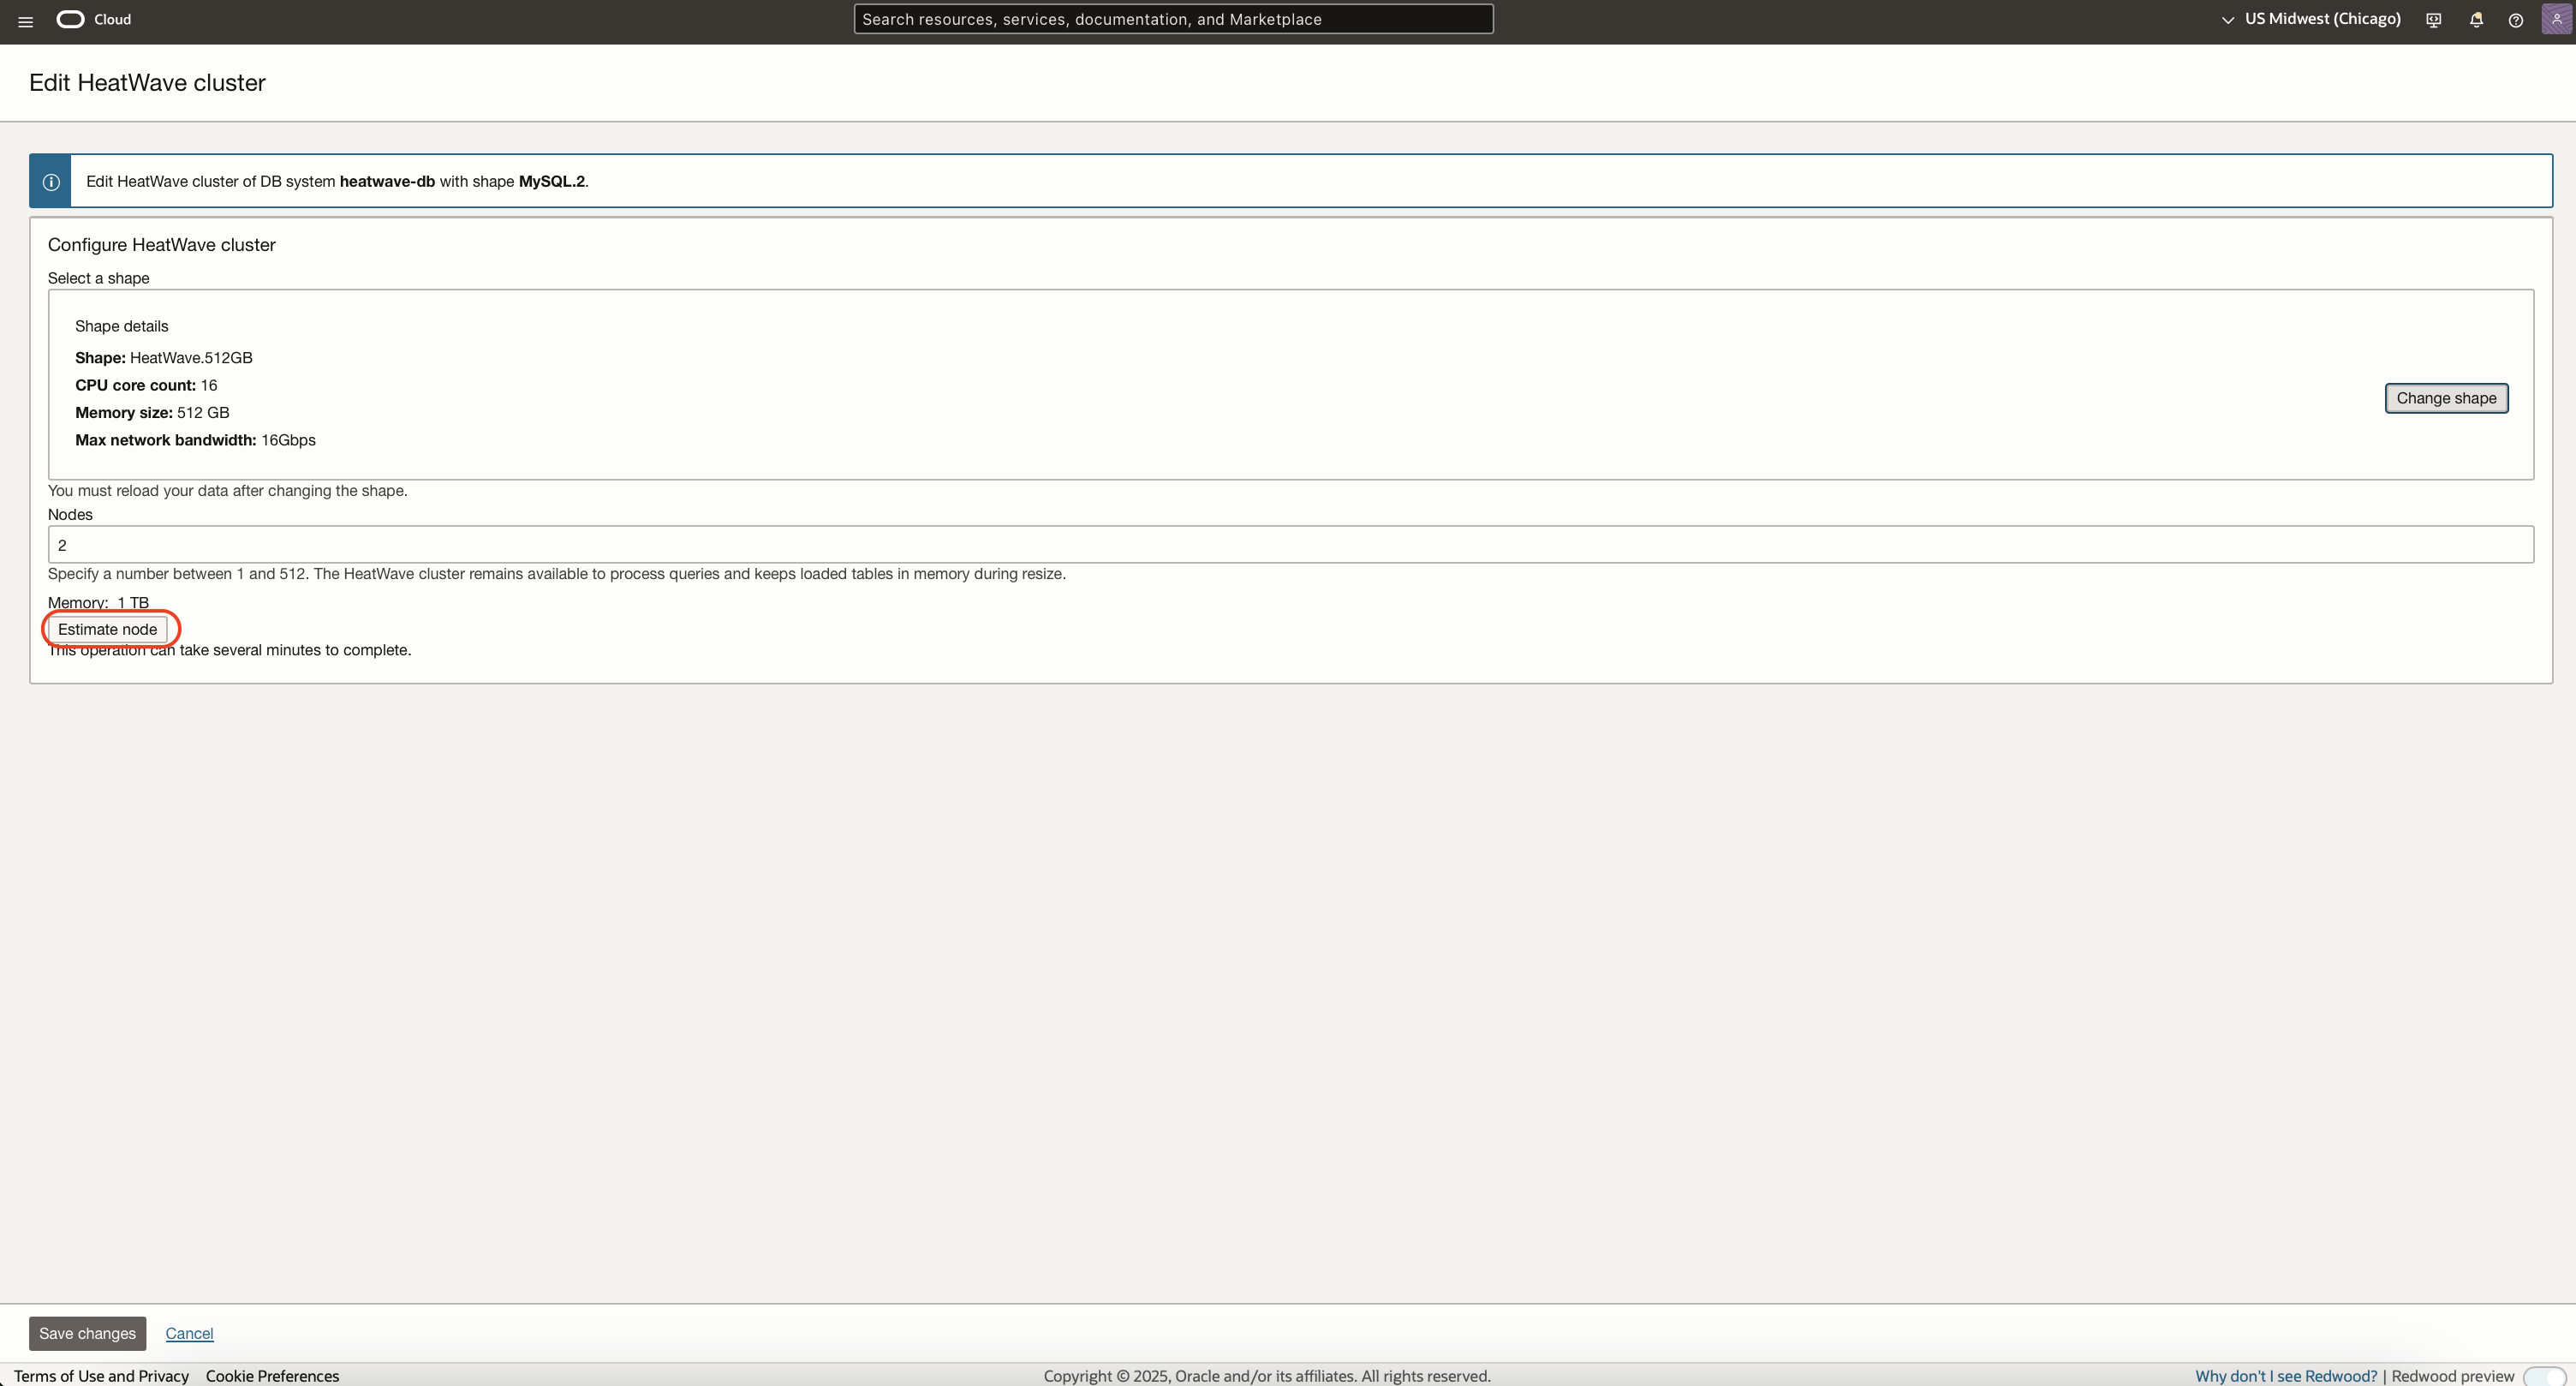 Cloud
Search resources, services, documentation, and Marketplace
US Midwest (Chicago)
Edit HeatWave cluster
Edit HeatWave cluster of DB system heatwave-db with shape MySQL.2.
Configure HeatWave cluster
Select a shape
Shape details
Shape: HeatWave.512GB
CPU core count: 16
Memory size: 512 GB
Max network bandwidth: 16Gbps
Change shape
You must reload your data after changing the shape.
Nodes
2
Specify a number between 1 and 512. The HeatWave cluster remains available to process queries and keeps loaded tables in memory during resize.
Memory: 1 TB
Estimate node
This operation can take several minutes to complete.
Save changes Cancel
Terms of Use and Privacy Cookie Preferences
Copyright © 2025, Oracle and/or its affiliates. All rights reserved.
Why don't I see Redwood? | Redwood preview